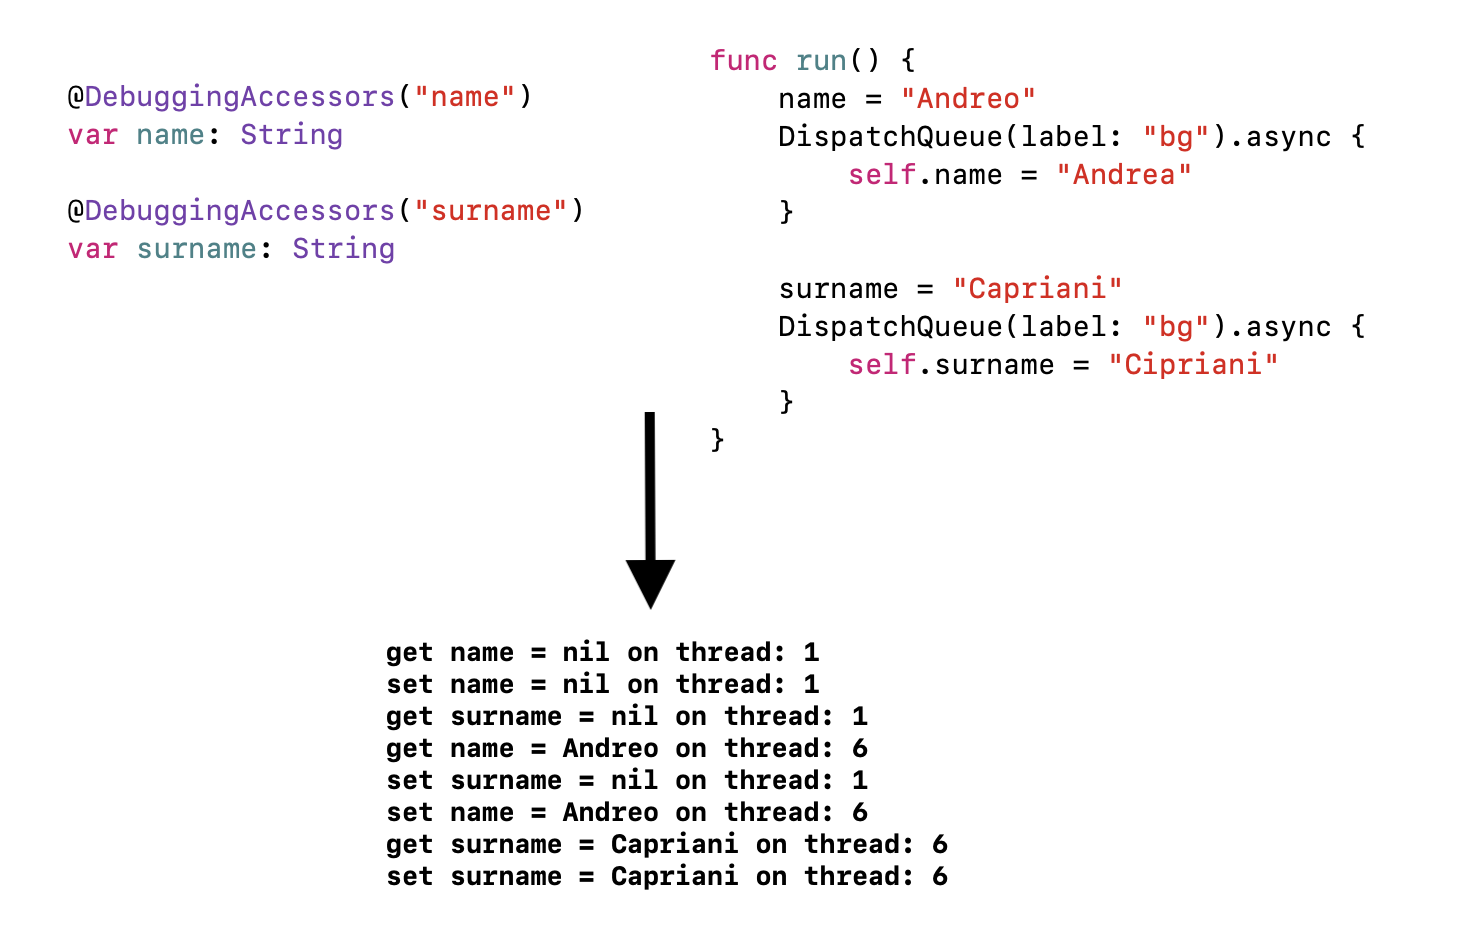 @DebuggingAccessors("name")
var name: String
@DebuggingAccessors("surname")
var surname: String
func run() {
name = "Andreo"
DispatchQueue(label: "bg").async {
self.name = "Andrea"
}
surname = "Capriani"
DispatchQueue(label: "bg").async {
self.surname = "Cipriani"
}
}
get name = nil on thread: 1
set name = nil on thread: 1
get surname = nil on thread: 1
get name = Andreo on thread: 6
set surname = nil on thread: 1
set name = Andreo on thread: 6
get surname = Capriani on thread: 6
set surname = Capriani on thread: 6